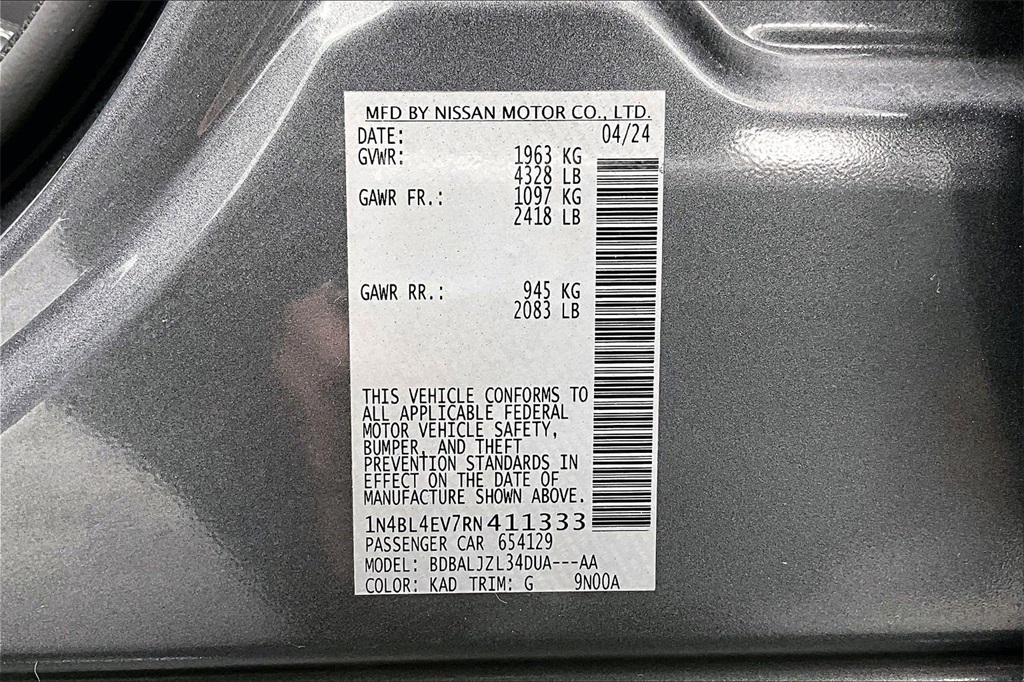 MFD BY NISSAN MOTOR CO., LTD.
DATE: 04/24
GVWR: 1963 KG
4328 LB
GAWR FR.: 1097 KG
2418 LB
GAWR RR.: 945 KG
2083 LB
THIS VEHICLE CONFORMS TO
ALL APPLICABLE FEDERAL
MOTOR VEHICLE SAFETY,
BUMPER, AND THEFT
PREVENTION STANDARDS IN
EFFECT ON THE DATE OF
MANUFACTURE SHOWN ABOVE.
1N4BL4EV7RN411333
PASSENGER CAR 654129
MODEL: BDBALJZL34DUA---AA
COLOR: KAD TRIM: G 9N00A